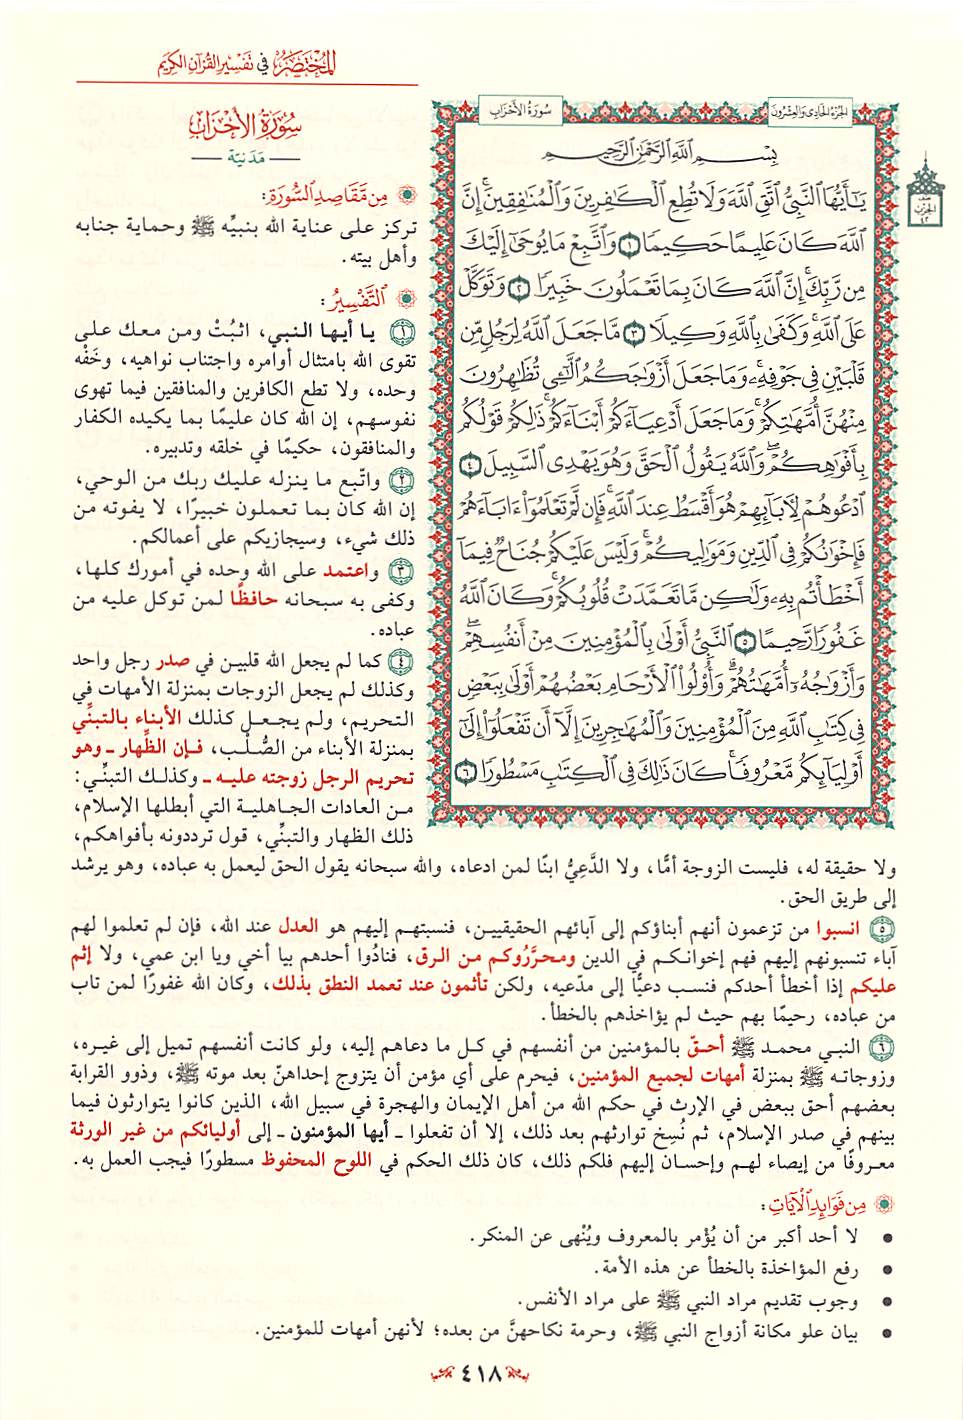 المختصر في تفسير القرآن الكريم
الجزء الحادي والعشرون
سورة الأحزاب
نصف
الحزب
٤٢
بِسْمِ ٱللَّهِ ٱلرَّحْمَٰنِ ٱلرَّحِيمِ
يَٰٓأَيُّهَا ٱلنَّبِيُّ ٱتَّقِ ٱللَّهَ وَلَا تُطِعِ ٱلْكَٰفِرِينَ وَٱلْمُنَٰفِقِينَۗ إِنَّ
ٱللَّهَ كَانَ عَلِيمًا حَكِيمًا ١ وَٱتَّبِعْ مَا يُوحَىٰٓ إِلَيْكَ
مِن رَّبِّكَۚ إِنَّ ٱللَّهَ كَانَ بِمَا تَعْمَلُونَ خَبِيرًا ٢ وَتَوَكَّلْ
عَلَى ٱللَّهِۚ وَكَفَىٰ بِٱللَّهِ وَكِيلًا ٣ مَّا جَعَلَ ٱللَّهُ لِرَجُلٍ مِّن
قَلْبَيْنِ فِي جَوْفِهِۦۚ وَمَا جَعَلَ أَزْوَٰجَكُمُ ٱلَّٰٓـِٔي تُظَٰهِرُونَ
مِنْهُنَّ أُمَّهَٰتِكُمْۚ وَمَا جَعَلَ أَدْعِيَآءَكُمْ أَبْنَآءَكُمْۚ ذَٰلِكُمْ قَوْلُكُم
بِأَفْوَٰهِكُمْۖ وَٱللَّهُ يَقُولُ ٱلْحَقَّ وَهُوَ يَهْدِي ٱلسَّبِيلَ ٤
ٱدْعُوهُمْ لِأَبَآئِهِمْ هُوَ أَقْسَطُ عِندَ ٱللَّهِۚ فَإِن لَّمْ تَعْلَمُوٓا۟ ءَابَآءَهُمْ
فَإِخْوَٰنُكُمْ فِي ٱلدِّينِ وَمَوَٰلِيكُمْۚ وَلَيْسَ عَلَيْكُمْ جُنَاحٌ فِيمَآ
أَخْطَأْتُم بِهِۦ وَلَٰكِن مَّا تَعَمَّدَتْ قُلُوبُكُمْۚ وَكَانَ ٱللَّهُ
غَفُورًا رَّحِيمًا ٥ ٱلنَّبِيُّ أَوْلَىٰ بِٱلْمُؤْمِنِينَ مِنْ أَنفُسِهِمْۖ
وَأَزْوَٰجُهُۥٓ أُمَّهَٰتُهُمْۗ وَأُو۟لُوا۟ ٱلْأَرْحَامِ بَعْضُهُمْ أَوْلَىٰ بِبَعْضٍ
فِي كِتَٰبِ ٱللَّهِ مِنَ ٱلْمُؤْمِنِينَ وَٱلْمُهَٰجِرِينَ إِلَّآ أَن تَفْعَلُوٓا۟ إِلَىٰٓ
أَوْلِيَآئِكُم مَّعْرُوفًاۚ كَانَ ذَٰلِكَ فِي ٱلْكِتَٰبِ مَسْطُورًا ٦
سورة الأحزاب
— مدنية —
من مقاصد السورة:
تركز على عناية الله بنبيِّه ﷺ وحماية جنابه
وأهل بيته.
التفسير:
١ يا أيها النبي، اثبُتْ ومن معك على
تقوى الله بامتثال أوامره واجتناب نواهيه، وخَفْه
وحده، ولا تطع الكافرين والمنافقين فيما تهوى
نفوسهم، إن الله كان عليمًا بما يكيده الكفار
والمنافقون، حكيمًا في خلقه وتدبيره.
٢ واتّبع ما ينزله عليك ربك من الوحي،
إن الله كان بما تعملون خبيرًا، لا يفوته من
ذلك شيء، وسيجازيكم على أعمالكم.
٣ واعتمد على الله وحده في أمورك كلها،
وكفى به سبحانه حافظًا لمن توكل عليه من
عباده.
٤ كما لم يجعل الله قلبين في صدر رجل واحد
وكذلك لم يجعل الزوجات بمنزلة الأمهات في
التحريم، ولم يجعل كذلك الأبناء بالتبنِّي
بمنزلة الأبناء من الصُّلْب، فإن الظِّهار ـ وهو
تحريم الرجل زوجته عليه ـ وكذلك التبنِّي:
من العادات الجاهلية التي أبطلها الإسلام،
ذلك الظهار والتبنِّي، قول ترددونه بأفواهكم،
ولا حقيقة له، فليست الزوجة أمًّا، ولا الدَّعِيُّ ابنًا لمن ادعاه، والله سبحانه يقول الحق ليعمل به عباده، وهو يرشد
إلى طريق الحق.
٥ انسبوا من تزعمون أنهم أبناؤكم إلى آبائهم الحقيقيين، فنسبتهم إليهم هو العدل عند الله، فإن لم تعلموا لهم
آباء تنسبونهم إليهم فهم إخوانكم في الدين ومحرَّروكم من الرق، فنادُوا أحدهم بيا أخي ويا ابن عمي، ولا إثم
عليكم إذا أخطأ أحدكم فنسب دعيًّا إلى مدّعيه، ولكن تأثمون عند تعمد النطق بذلك، وكان الله غفورًا لمن تاب
من عباده، رحيمًا بهم حيث لم يؤاخذهم بالخطأ.
٦ النبي محمد ﷺ أحقّ بالمؤمنين من أنفسهم في كل ما دعاهم إليه، ولو كانت أنفسهم تميل إلى غيره،
وزوجاته ﷺ بمنزلة أمهات لجميع المؤمنين، فيحرم على أي مؤمن أن يتزوج إحداهنّ بعد موته ﷺ، وذوو القرابة
بعضهم أحق ببعض في الإرث في حكم الله من أهل الإيمان والهجرة في سبيل الله، الذين كانوا يتوارثون فيما
بينهم في صدر الإسلام، ثم نُسِخ توارثهم بعد ذلك، إلا أن تفعلوا ـ أيها المؤمنون ـ إلى أوليائكم من غير الورثة
معروفًا من إيصاء لهم وإحسان إليهم فلكم ذلك، كان ذلك الحكم في اللوح المحفوظ مسطورًا فيجب العمل به.
من فوائد الآيات:
• لا أحد أكبر من أن يُؤْمر بالمعروف ويُنْهى عن المنكر.
• رفع المؤاخذة بالخطأ عن هذه الأمة.
• وجوب تقديم مراد النبي ﷺ على مراد الأنفس.
• بيان علو مكانة أزواج النبي ﷺ، وحرمة نكاحهنَّ من بعده؛ لأنهن أمهات للمؤمنين.
٤١٨